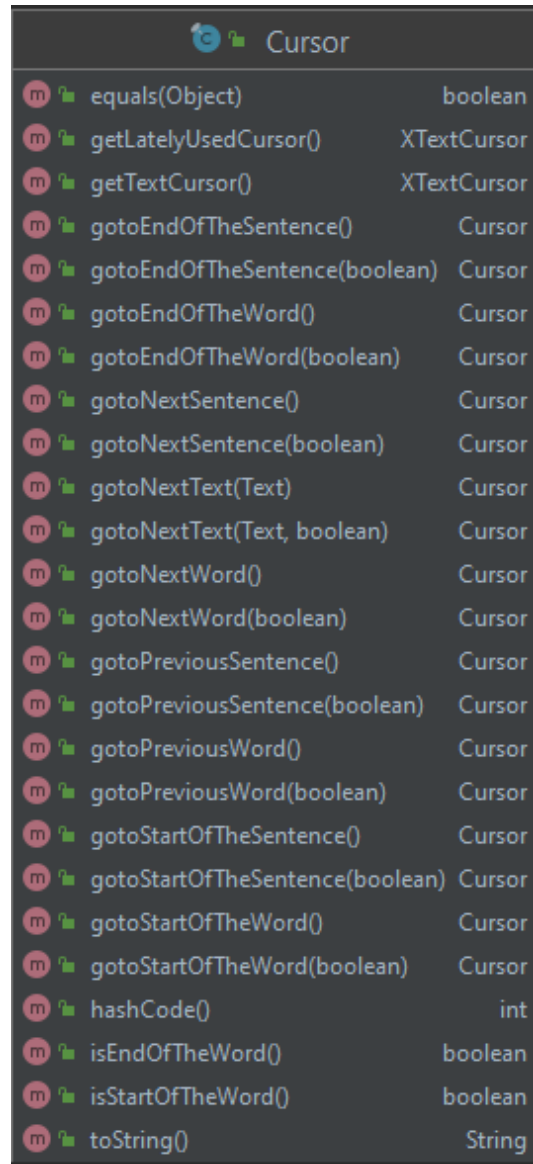 Cursor
equals(Object) boolean
getLatelyUsedCursor() XTextCursor
getTextCursor() XTextCursor
gotoEndOfTheSentence() Cursor
gotoEndOfTheSentence(boolean) Cursor
gotoEndOfTheWord() Cursor
gotoEndOfTheWord(boolean) Cursor
gotoNextSentence() Cursor
gotoNextSentence(boolean) Cursor
gotoNextText(Text) Cursor
gotoNextText(Text, boolean) Cursor
gotoNextWord() Cursor
gotoNextWord(boolean) Cursor
gotoPreviousSentence() Cursor
gotoPreviousSentence(boolean) Cursor
gotoPreviousWord() Cursor
gotoPreviousWord(boolean) Cursor
gotoStartOfTheSentence() Cursor
gotoStartOfTheSentence(boolean) Cursor
gotoStartOfTheWord() Cursor
gotoStartOfTheWord(boolean) Cursor
hashCode() int
isEndOfTheWord() boolean
isStartOfTheWord() boolean
toString() String